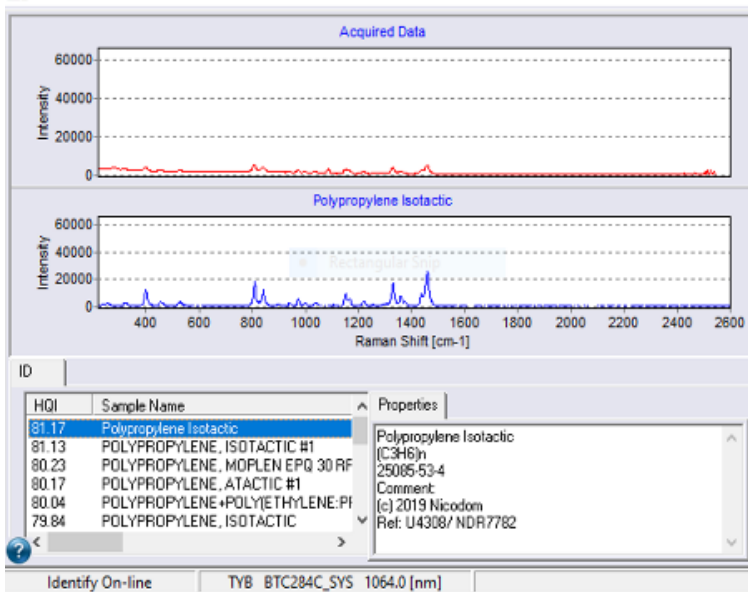 Acquired Data
60000
40000
20000
0
Intensity
Polypropylene Isotactic
60000
40000
20000
0
Intensity
Rectangular Snip
400 600 800 1000 1200 1400 1600 1800 2000 2200 2400 2600
Raman Shift [cm-1]
ID
HQI Sample Name
81.17 Polypropylene Isotactic
81.13 POLYPROPYLENE, ISOTACTIC #1
80.23 POLYPROPYLENE, MOPLEN EPQ 30 RF
80.17 POLYPROPYLENE, ATACTIC #1
80.04 POLYPROPYLENE+POLY(ETHYLENE:PI
79.84 POLYPROPYLENE, ISOTACTIC
Properties
Polypropylene Isotactic
(C3H6)n
25085-53-4
Comment:
(c) 2019 Nicodom
Ref: U4308/ NDR7782
?
Identify On-line TYB BTC284C_SYS 1064.0 [nm]